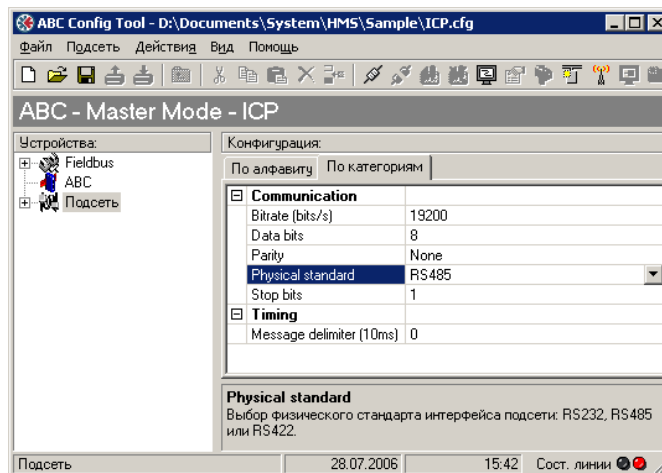 ABC Config Tool - D:\Documents\System\HMS\Sample\ICP.cfg
Файл Подсеть Действия Вид Помощь
ABC - Master Mode - ICP
Устройства:
Fieldbus
ABC
Подсеть
Конфигурация:
По алфавиту По категориям
Communication
Bitrate (bits/s) 19200
Data bits 8
Parity None
Physical standard RS485
Stop bits 1
Timing
Message delimiter (10ms) 0
Physical standard
Выбор физического стандарта интерфейса подсети: RS232, RS485
или RS422.
Подсеть 28.07.2006 15:42 Сост. линии